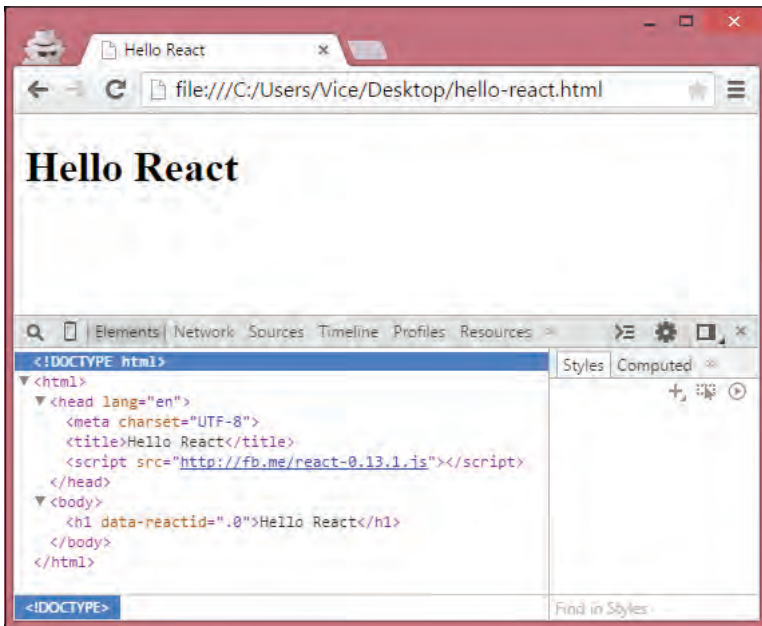 Hello React
file:///C:/Users/Vice/Desktop/hello-react.html
Hello React
Elements Network Sources Timeline Profiles Resources »
<!DOCTYPE html>
<html>
<head lang="en">
<meta charset="UTF-8">
<title>Hello React</title>
<script src="http://fb.me/react-0.13.1.js"></script>
</head>
<body>
<h1 data-reactid=".0">Hello React</h1>
</body>
</html>
<!DOCTYPE>
Styles Computed »
Find in Styles